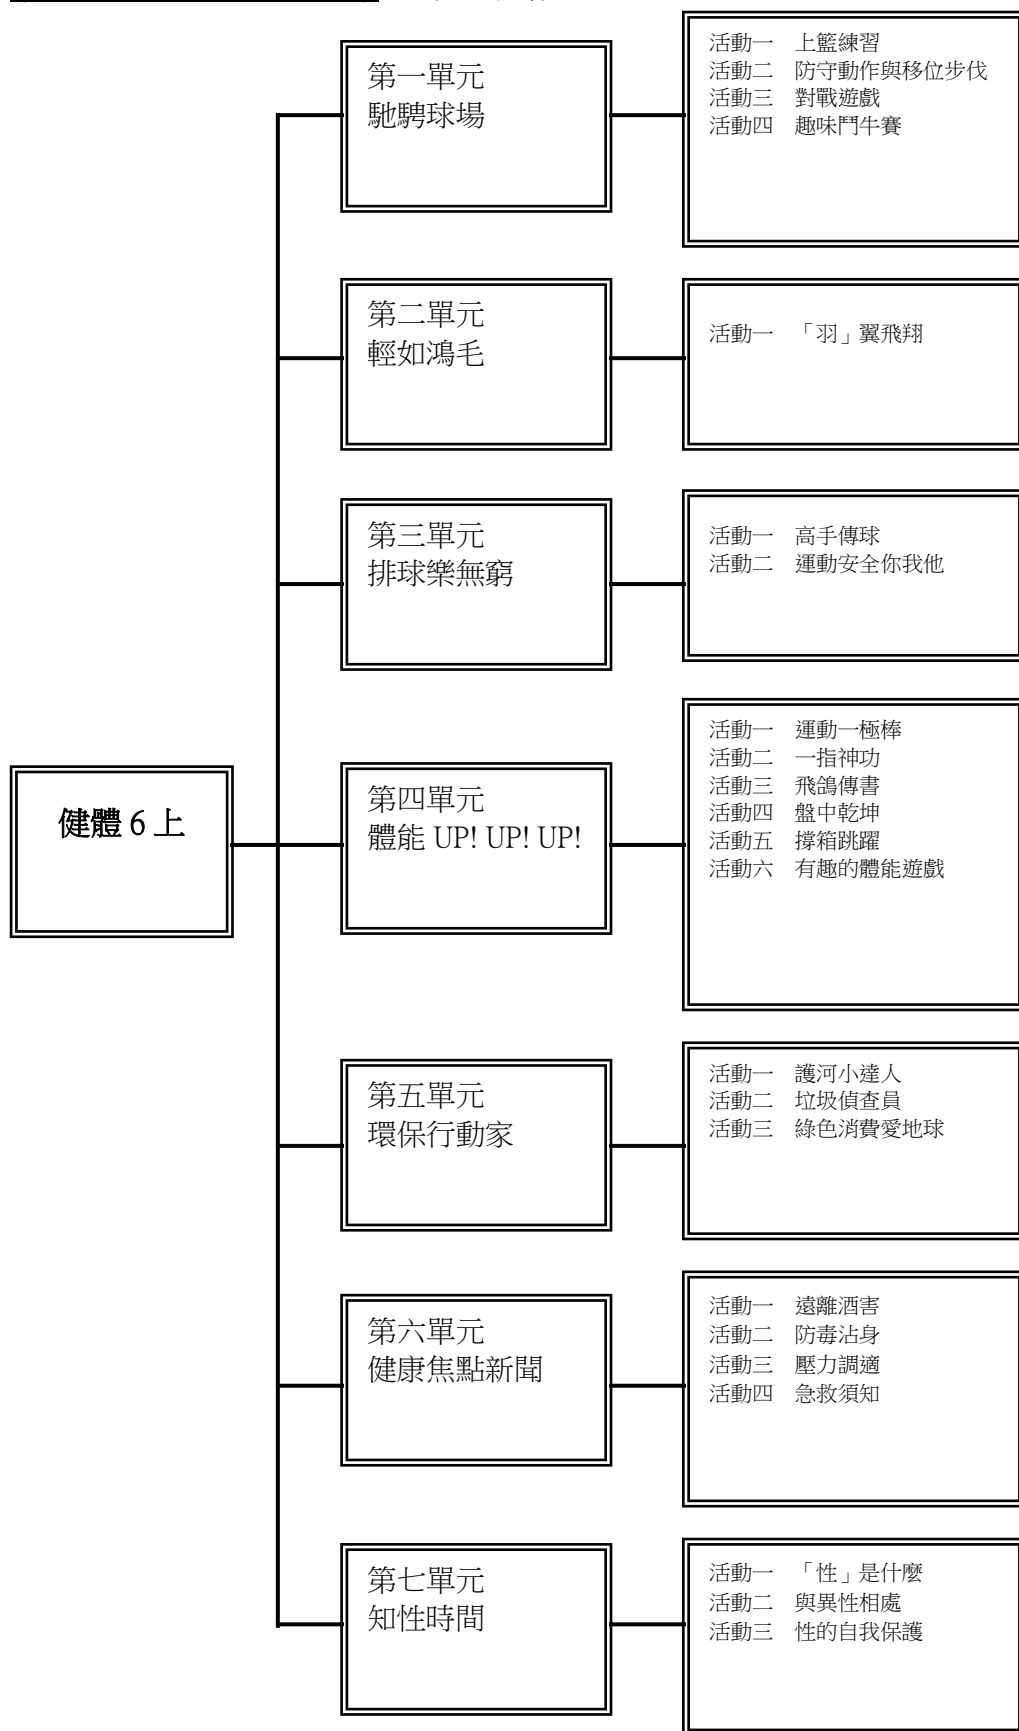 健體 6 上
第一單元
馳騁球場
活動一　上籃練習
活動二　防守動作與移位步伐
活動三　對戰遊戲
活動四　趣味鬥牛賽
第二單元
輕如鴻毛
活動一　「羽」翼飛翔
第三單元
排球樂無窮
活動一　高手傳球
活動二　運動安全你我他
第四單元
體能 UP! UP! UP!
活動一　運動一極棒
活動二　一指神功
活動三　飛鴿傳書
活動四　盤中乾坤
活動五　撐箱跳躍
活動六　有趣的體能遊戲
第五單元
環保行動家
活動一　護河小達人
活動二　垃圾偵查員
活動三　綠色消費愛地球
第六單元
健康焦點新聞
活動一　遠離酒害
活動二　防毒沾身
活動三　壓力調適
活動四　急救須知
第七單元
知性時間
活動一　「性」是什麼
活動二　與異性相處
活動三　性的自我保護